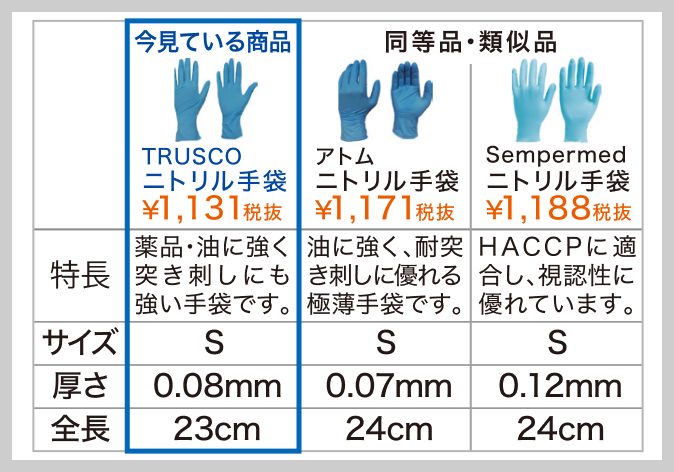 今見ている商品
同等品・類似品
TRUSCO
ニトリル手袋
¥1,131税抜
アトム
ニトリル手袋
¥1,171税抜
Sempermed
ニトリル手袋
¥1,188税抜
特長
薬品・油に強く
突き刺しにも
強い手袋です。
油に強く、耐突
き刺しに優れる
極薄手袋です。
HACCPに適
合し、視認性に
優れています。
サイズ
S
S
S
厚さ
0.08mm
0.07mm
0.12mm
全長
23cm
24cm
24cm